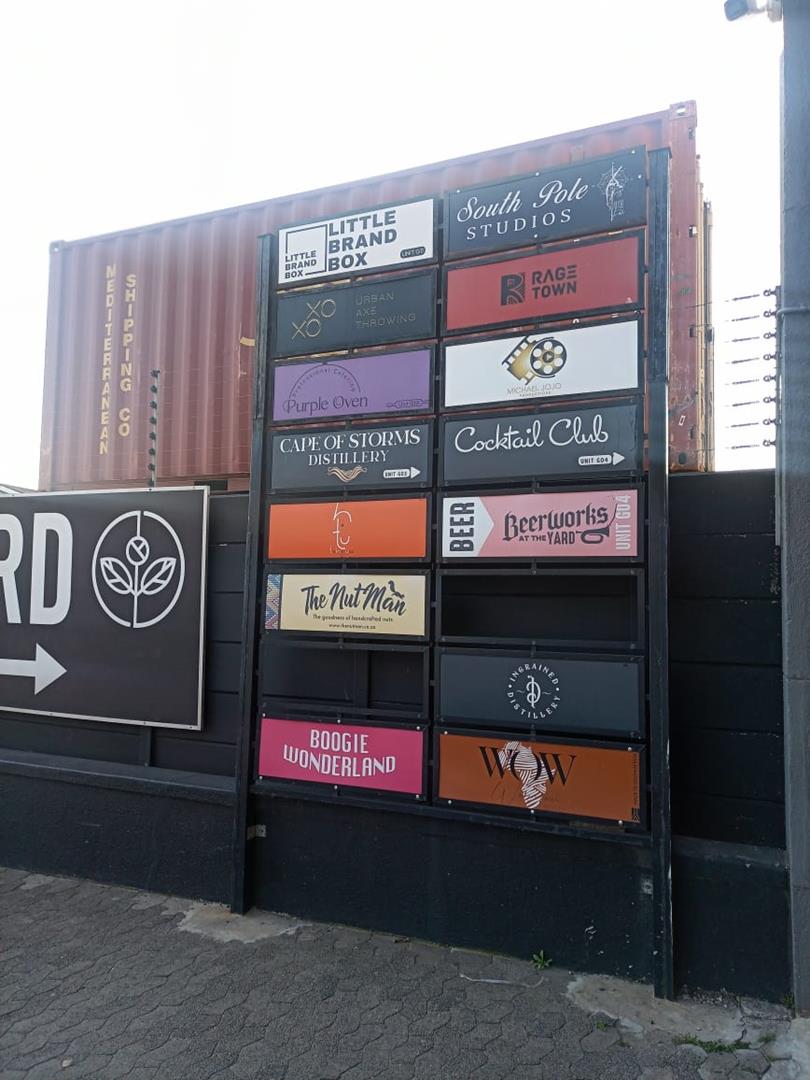 MEDITERRANEAN
SHIPPING CO
LITTLE
BRAND
BOX
LITTLE
BRAND
BOX
South Pole
STUDIOS
XO
XO
URBAN
AXE
THROWING
R
RAGE
TOWN
Professional Catering
Purple Oven
MICHAEL JOJO
CAPE OF STORMS
DISTILLERY
UNIT G03
Cocktail Club
UNIT G04
BEER
Beerworks
AT THE YARD
UNIT G04
RD
The Nut Man
The goodness of handcrafted nuts
INGRAINED
DISTILLERY
BOOGIE
WONDERLAND
WOW